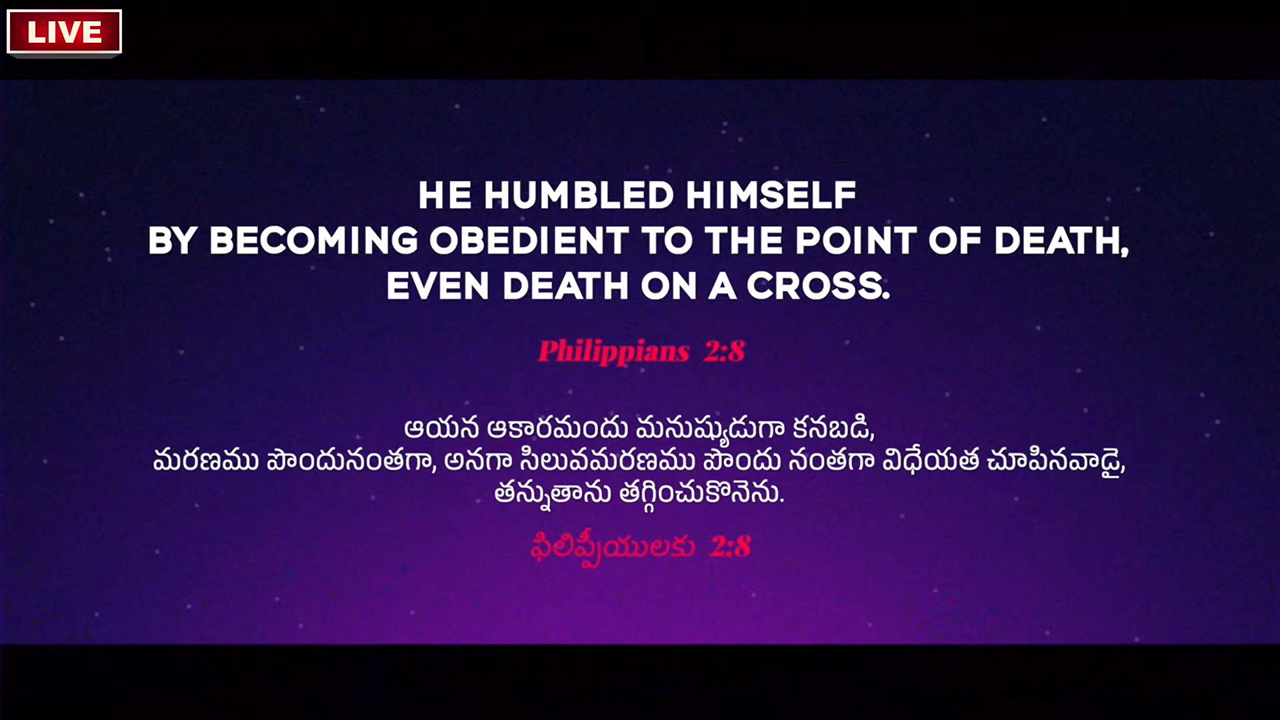 LIVE
HE HUMBLED HIMSELF
BY BECOMING OBEDIENT TO THE POINT OF DEATH,
EVEN DEATH ON A CROSS.
Philippians 2:8
ఆయన ఆకారమందు మనుష్యుడుగా కనబడి,
మరణము పొందునంతగా, అనగా సిలువమరణము పొందు నంతగా విధేయత చూపినవాడై,
తన్నుతాను తగ్గించుకొనెను.
ఫిలిప్పీయులకు 2:8